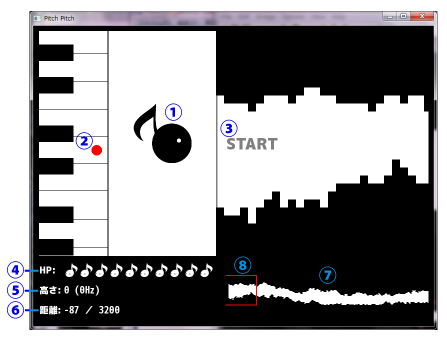 Pitch Pitch
①
②
③
START
④ HP:
⑧
⑦
⑤ 高さ: 0 (0Hz)
⑥ 距離: -87 / 3200